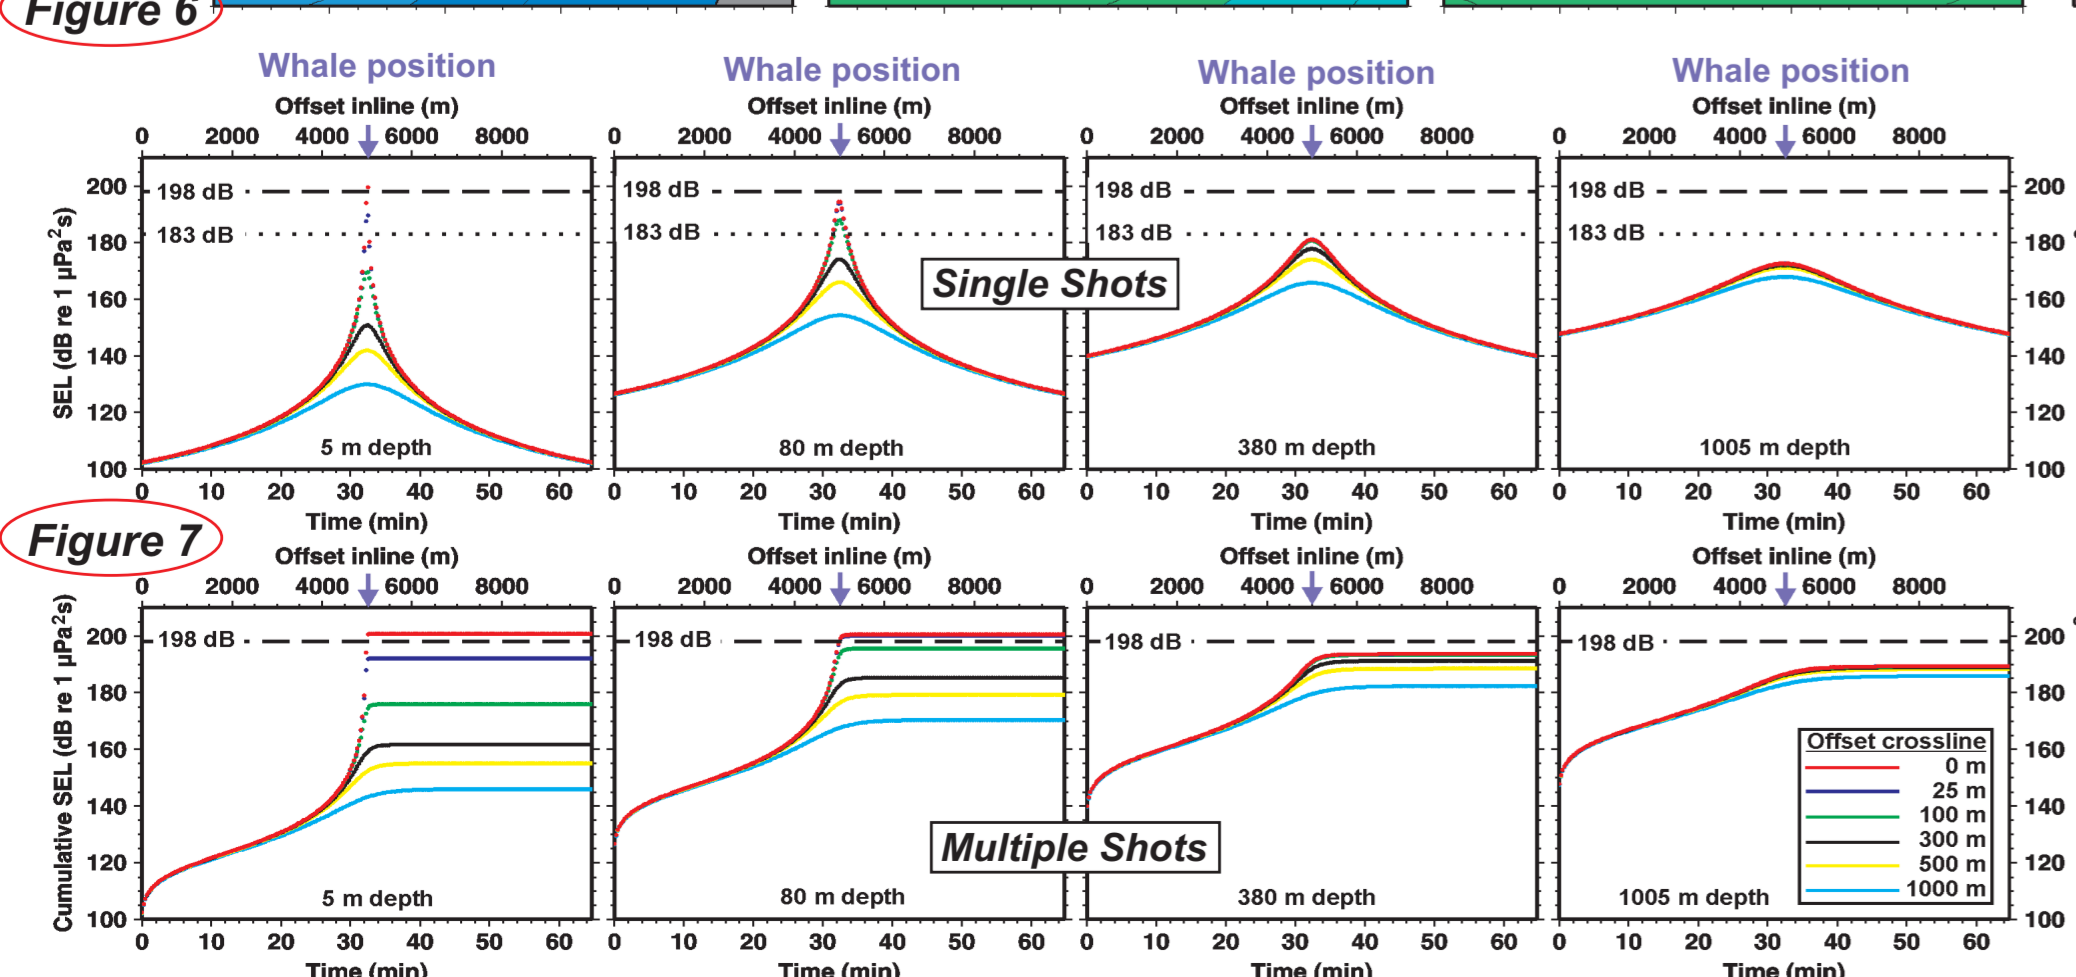 Figure 6
Whale position Whale position Whale position Whale position
Offset inline (m) Offset inline (m) Offset inline (m) Offset inline (m)
0 2000 4000 6000 8000 0 2000 4000 6000 8000 0 2000 4000 6000 8000 0 2000 4000 6000 8000
SEL (dB re 1 µPa²s)
200 198 dB 198 dB 198 dB 198 dB 200
180 183 dB 183 dB 183 dB 183 dB 180
Single Shots
160 160
140 140
120 120
5 m depth 80 m depth 380 m depth 1005 m depth
100 100
0 10 20 30 40 50 60 0 10 20 30 40 50 60 0 10 20 30 40 50 60 0 10 20 30 40 50 60
Time (min) Time (min) Time (min) Time (min)
Figure 7
Offset inline (m) Offset inline (m) Offset inline (m) Offset inline (m)
0 2000 4000 6000 8000 0 2000 4000 6000 8000 0 2000 4000 6000 8000 0 2000 4000 6000 8000
Cumulative SEL (dB re 1 µPa²s)
200 198 dB 198 dB 198 dB 198 dB 200
180 180
160 160
140 140
120 120
Multiple Shots
Offset crossline
0 m
25 m
100 m
300 m
500 m
1000 m
5 m depth 80 m depth 380 m depth 1005 m depth
100 100
0 10 20 30 40 50 60 0 10 20 30 40 50 60 0 10 20 30 40 50 60 0 10 20 30 40 50 60
Time (min) Time (min) Time (min) Time (min)